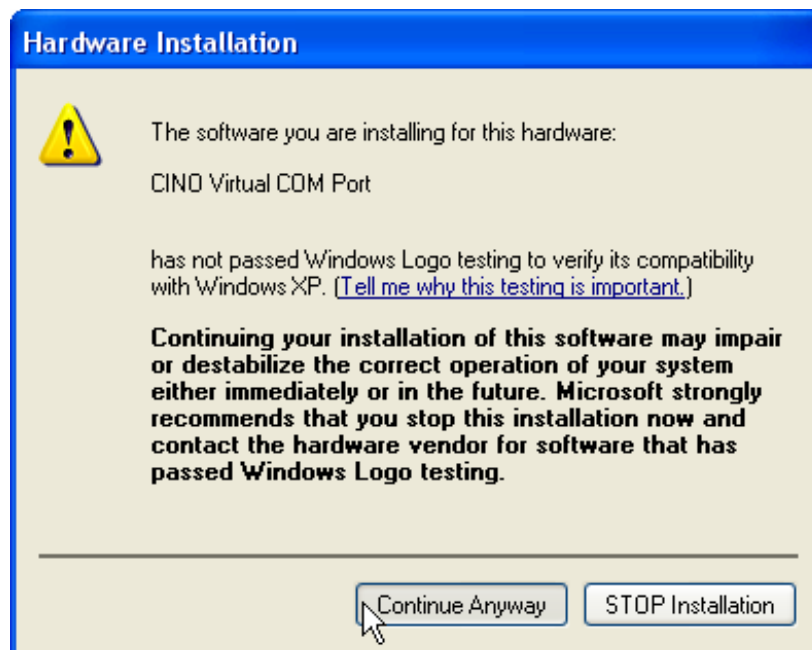 Hardware Installation
The software you are installing for this hardware:
CINO Virtual COM Port
has not passed Windows Logo testing to verify its compatibility
with Windows XP. (Tell me why this testing is important.)
Continuing your installation of this software may impair
or destabilize the correct operation of your system
either immediately or in the future. Microsoft strongly
recommends that you stop this installation now and
contact the hardware vendor for software that has
passed Windows Logo testing.
Continue Anyway STOP Installation